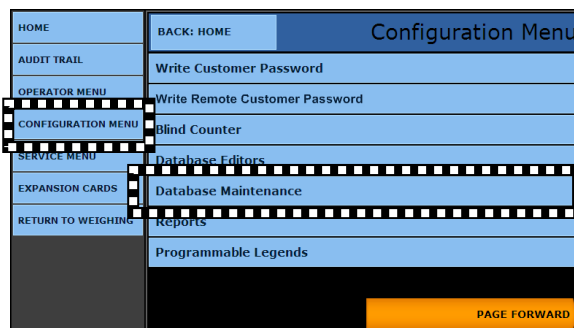 HOME
AUDIT TRAIL
OPERATOR MENU
CONFIGURATION MENU
SERVICE MENU
EXPANSION CARDS
RETURN TO WEIGHING
BACK: HOME
Configuration Menu
Write Customer Password
Write Remote Customer Password
Blind Counter
Database Editors
Database Maintenance
Reports
Programmable Legends
PAGE FORWARD